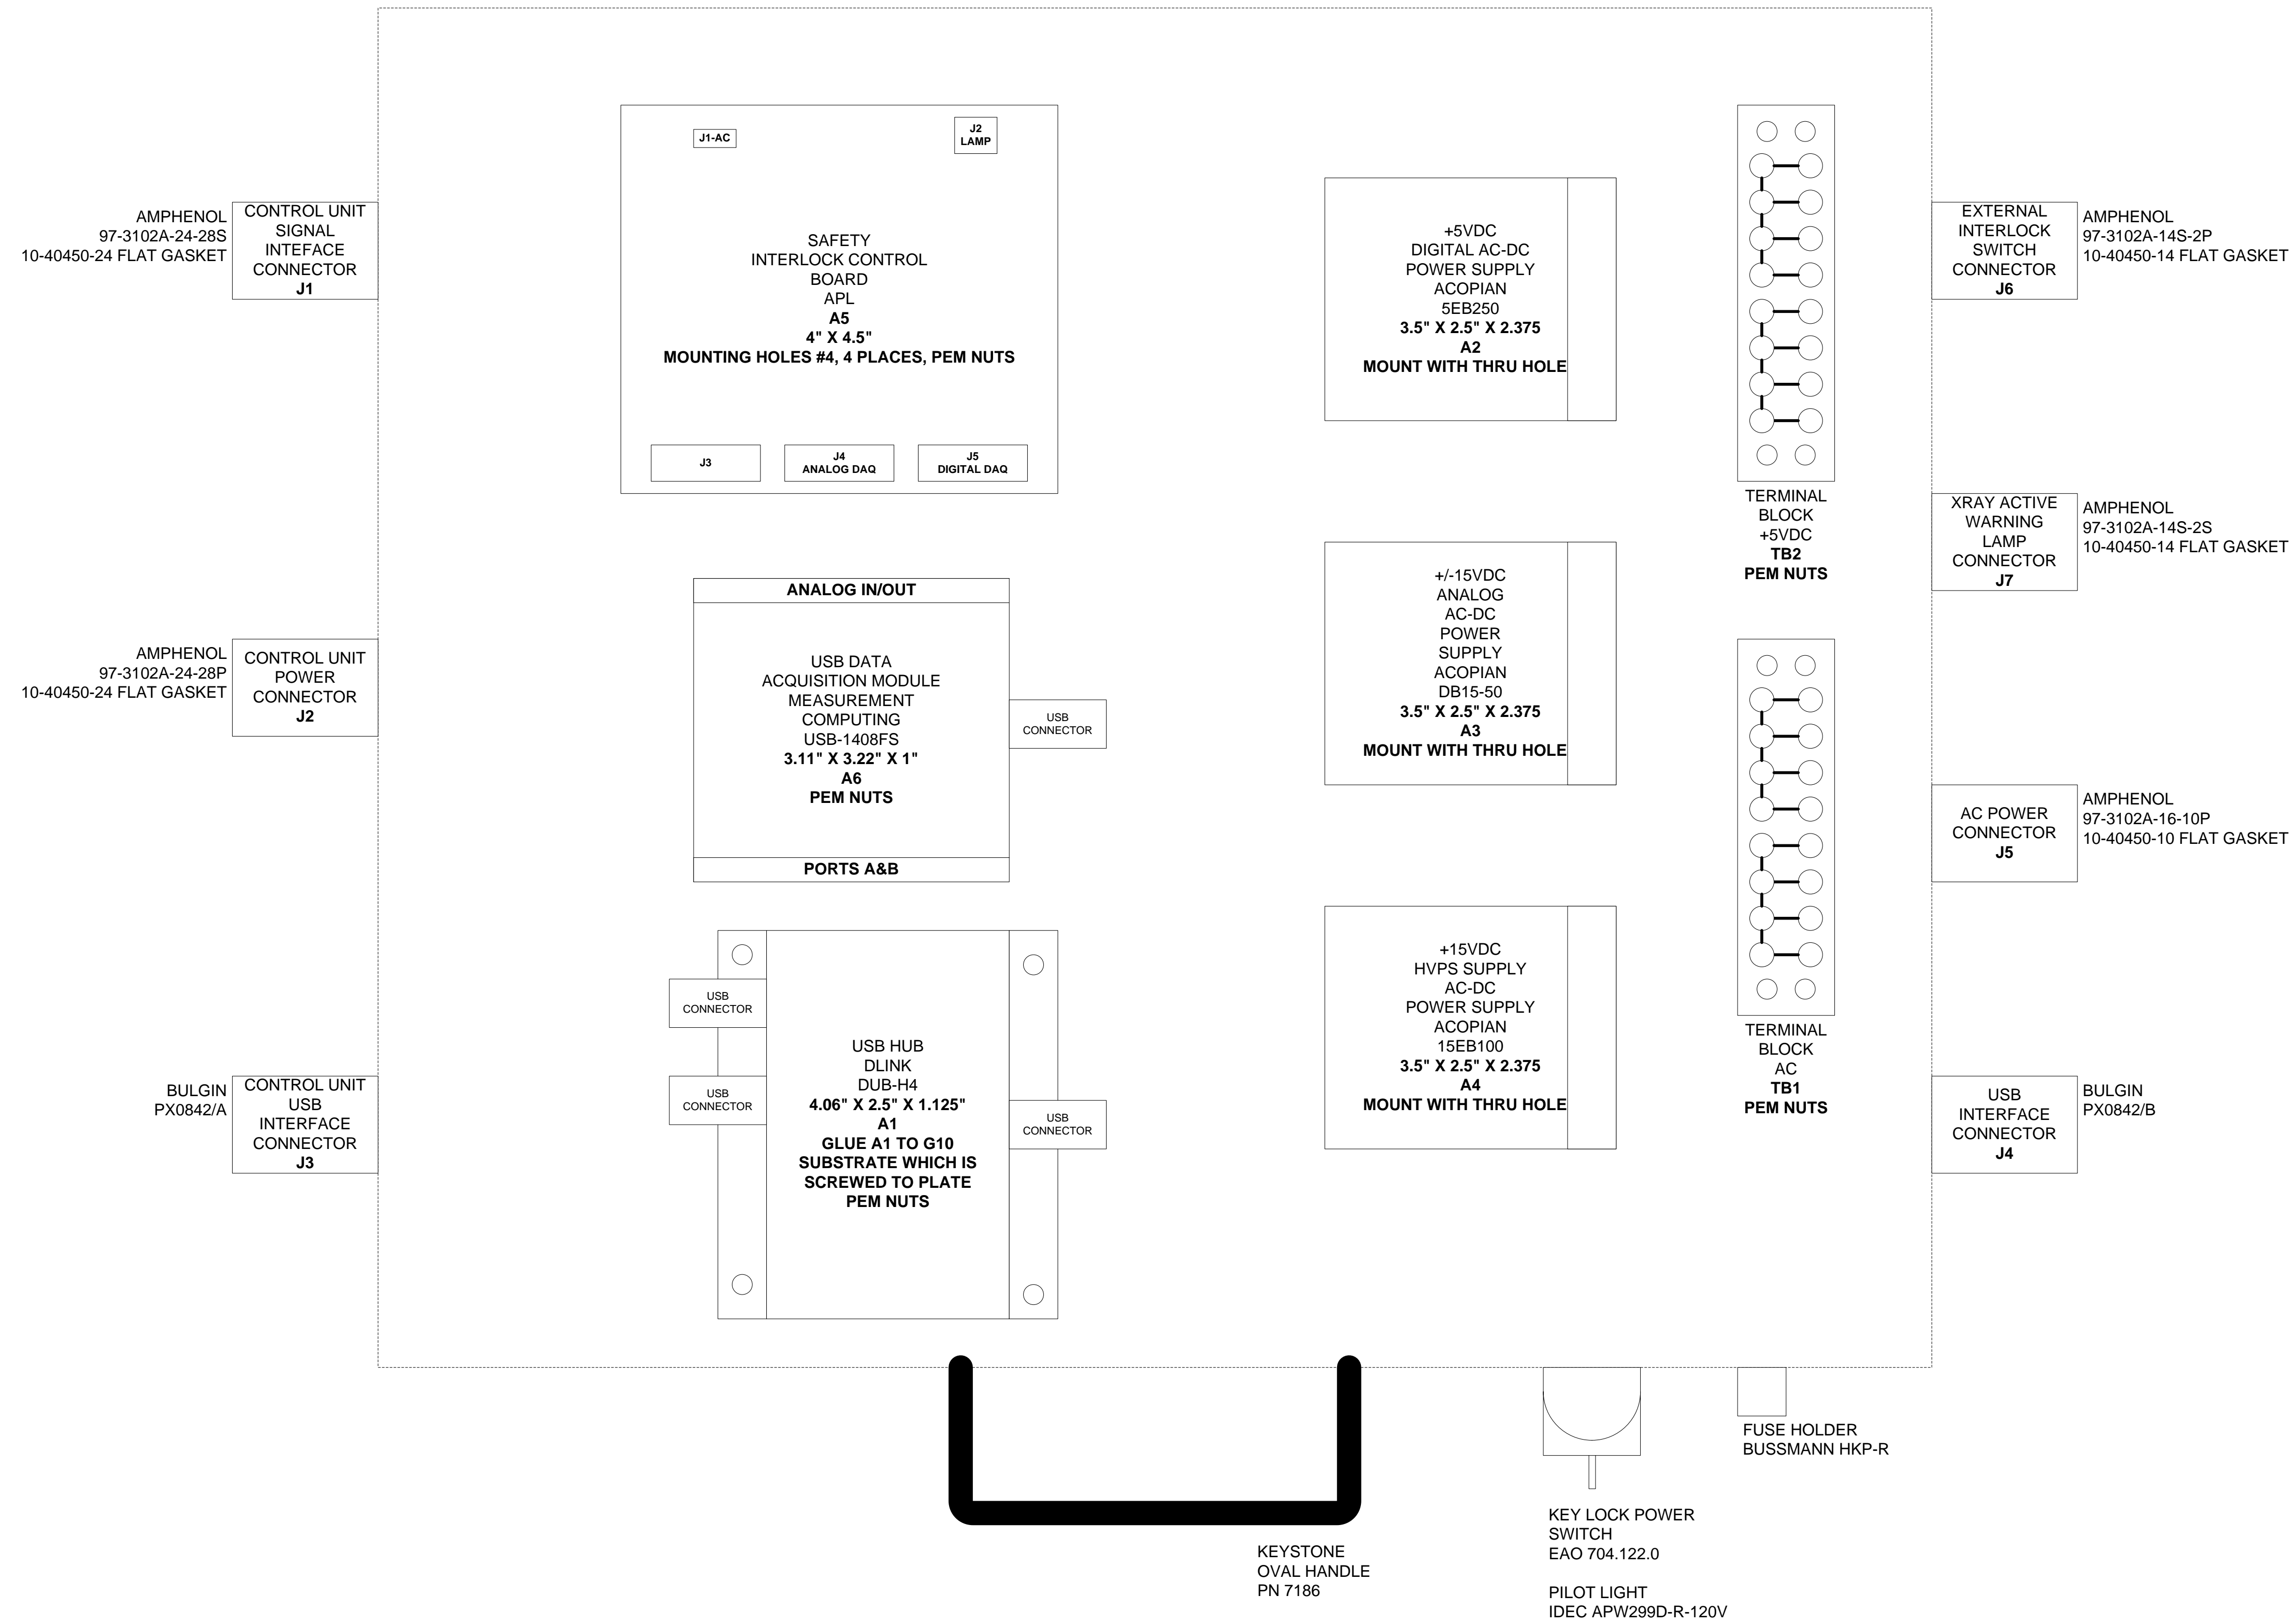 AMPHENOL
97-3102A-24-28S
10-40450-24 FLAT GASKET
CONTROL UNIT
SIGNAL
INTEFACE
CONNECTOR
J1
AMPHENOL
97-3102A-24-28P
10-40450-24 FLAT GASKET
CONTROL UNIT
POWER
CONNECTOR
J2
BULGIN
PX0842/A
CONTROL UNIT
USB
INTERFACE
CONNECTOR
J3
J1-AC
J2
LAMP
SAFETY
INTERLOCK CONTROL
BOARD
APL
A5
4" X 4.5"
MOUNTING HOLES #4, 4 PLACES, PEM NUTS
J3
J4
ANALOG DAQ
J5
DIGITAL DAQ
ANALOG IN/OUT
USB DATA
ACQUISITION MODULE
MEASUREMENT
COMPUTING
USB-1408FS
3.11" X 3.22" X 1"
A6
PEM NUTS
USB
CONNECTOR
PORTS A&B
USB
CONNECTOR
USB
CONNECTOR
USB HUB
DLINK
DUB-H4
4.06" X 2.5" X 1.125"
A1
GLUE A1 TO G10
SUBSTRATE WHICH IS
SCREWED TO PLATE
PEM NUTS
USB
CONNECTOR
+5VDC
DIGITAL AC-DC
POWER SUPPLY
ACOPIAN
5EB250
3.5" X 2.5" X 2.375
A2
MOUNT WITH THRU HOLE
+/-15VDC
ANALOG
AC-DC
POWER
SUPPLY
ACOPIAN
DB15-50
3.5" X 2.5" X 2.375
A3
MOUNT WITH THRU HOLE
+15VDC
HVPS SUPPLY
AC-DC
POWER SUPPLY
ACOPIAN
15EB100
3.5" X 2.5" X 2.375
A4
MOUNT WITH THRU HOLE
TERMINAL
BLOCK
+5VDC
TB2
PEM NUTS
TERMINAL
BLOCK
AC
TB1
PEM NUTS
EXTERNAL
INTERLOCK
SWITCH
CONNECTOR
J6
AMPHENOL
97-3102A-14S-2P
10-40450-14 FLAT GASKET
XRAY ACTIVE
WARNING
LAMP
CONNECTOR
J7
AMPHENOL
97-3102A-14S-2S
10-40450-14 FLAT GASKET
AC POWER
CONNECTOR
J5
AMPHENOL
97-3102A-16-10P
10-40450-10 FLAT GASKET
USB
INTERFACE
CONNECTOR
J4
BULGIN
PX0842/B
FUSE HOLDER
BUSSMANN HKP-R
KEY LOCK POWER
SWITCH
EAO 704.122.0
PILOT LIGHT
IDEC APW299D-R-120V
KEYSTONE
OVAL HANDLE
PN 7186